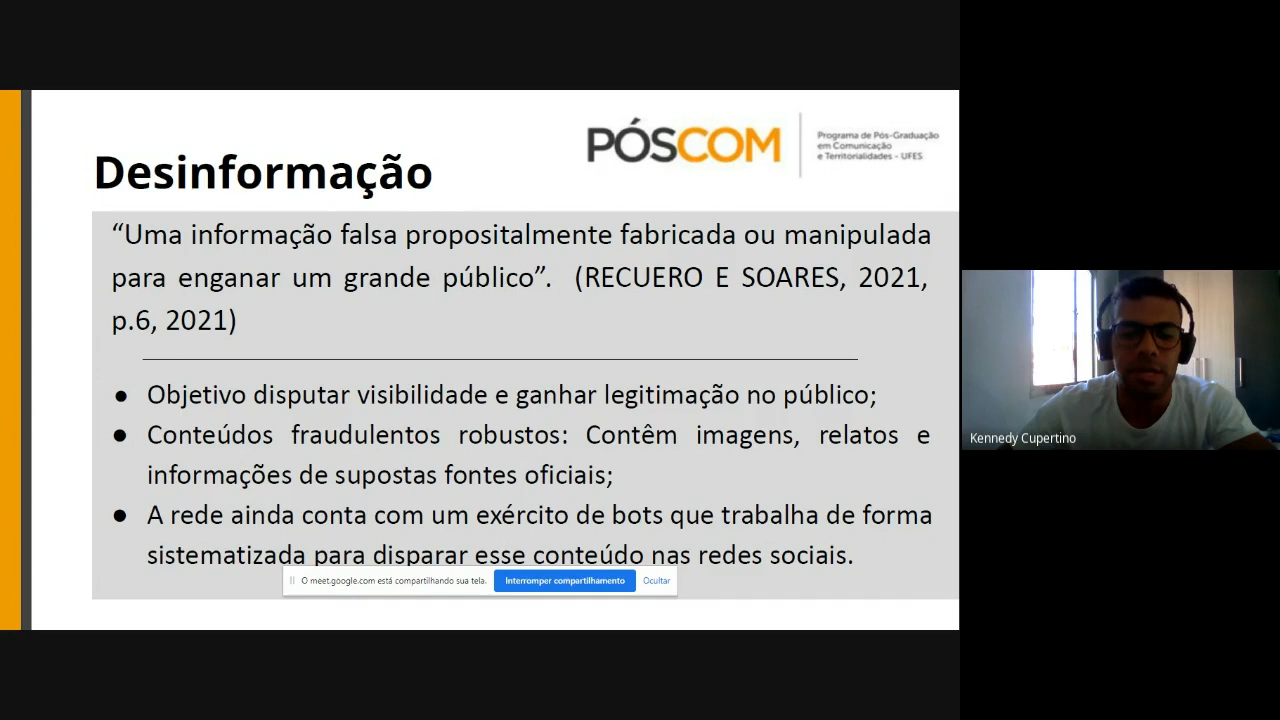 PÓSCOM
Programa de Pós-Graduação
em Comunicação
e Territorialidades - UFES
Desinformação
“Uma informação falsa propositalmente fabricada ou manipulada
para enganar um grande público”. (RECUERO E SOARES, 2021,
p.6, 2021)
● Objetivo disputar visibilidade e ganhar legitimação no público;
● Conteúdos fraudulentos robustos: Contêm imagens, relatos e
informações de supostas fontes oficiais;
● A rede ainda conta com um exército de bots que trabalha de forma
sistematizada para disparar esse conteúdo nas redes sociais.
O meet.google.com está compartilhando sua tela. Interromper compartilhamento Ocultar
Kennedy Cupertino